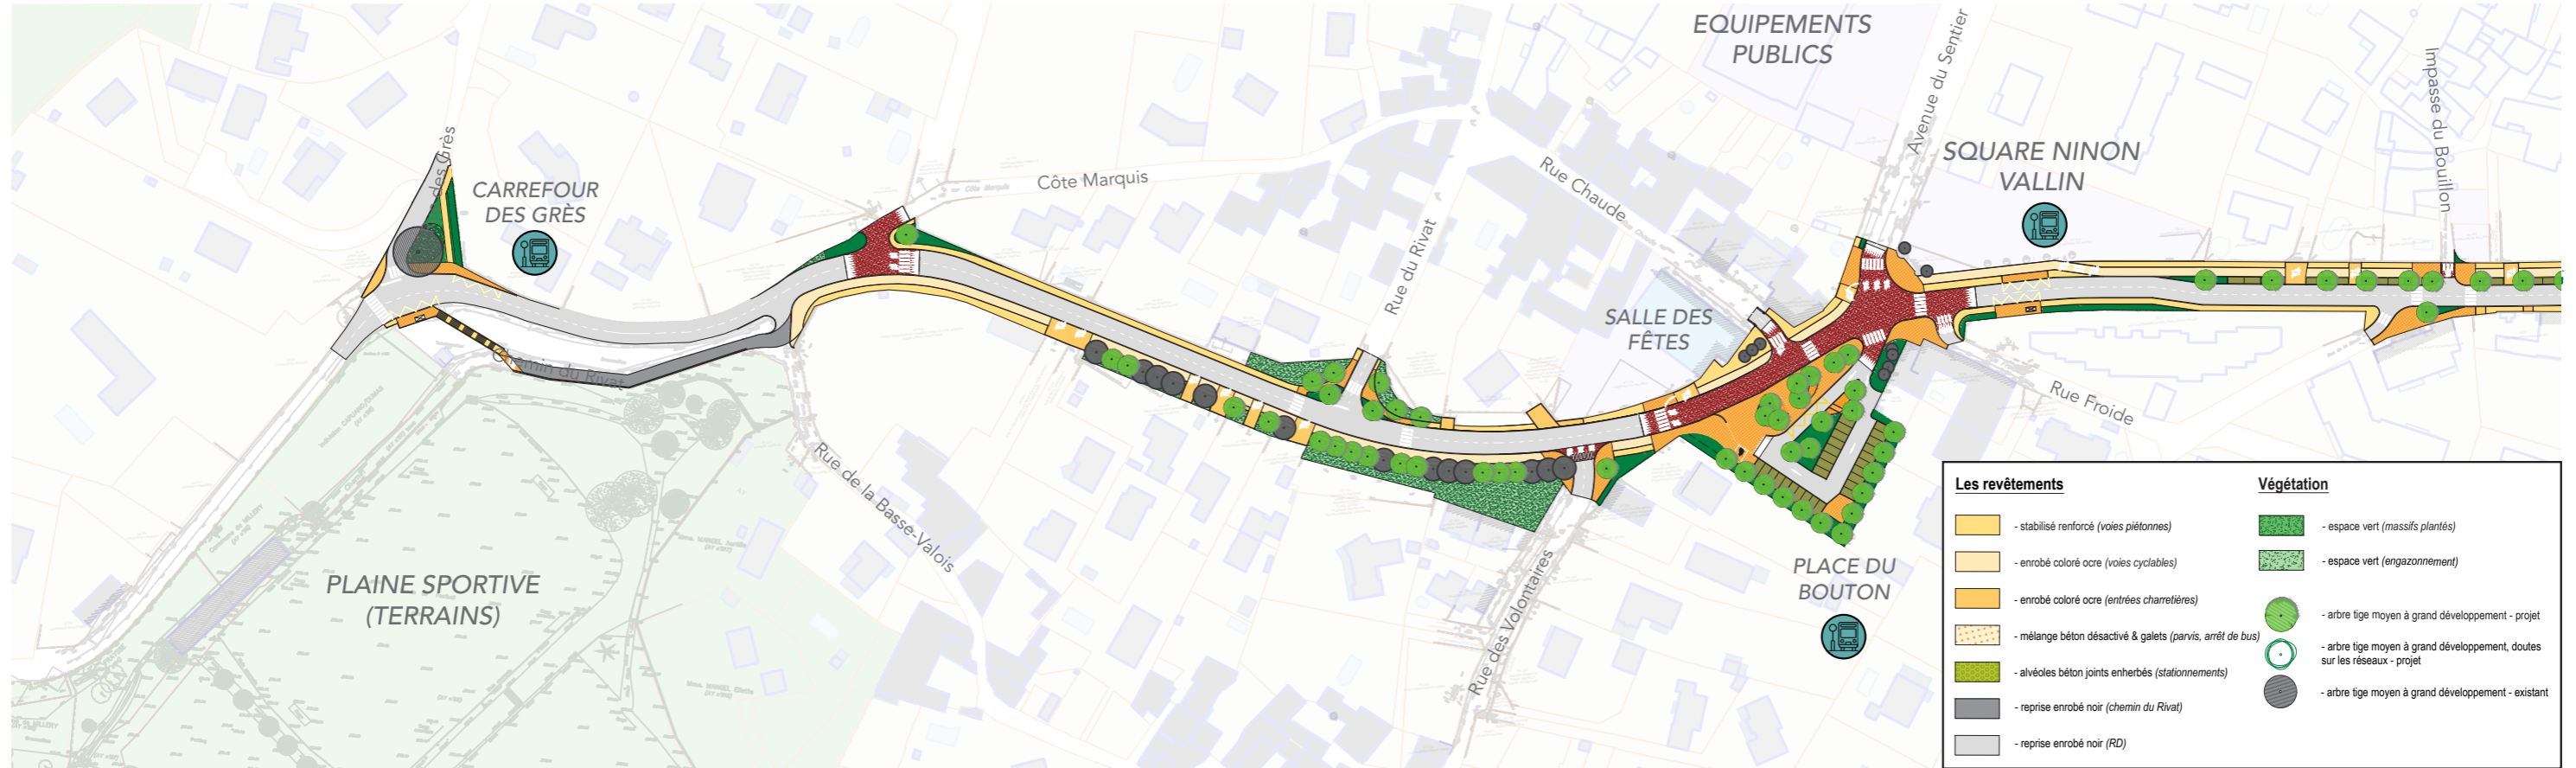 EQUIPEMENTS
PUBLICS
Avenue du Sentier
Impasse du Bouillon
des Grès
CARREFOUR
DES GRÈS
Côte Marquis
Côte Marquis
Rue Chaude
SQUARE NINON
VALLIN
Rue du Rivat
SALLE DES
FÊTES
Chemin du Rivat
Rue Froide
Rue de la Basse-Valois
PLAINE SPORTIVE
(TERRAINS)
Rue des Volontaires
PLACE DU
BOUTON
Les revêtements
- stabilisé renforcé (voies piétonnes)
- enrobé coloré ocre (voies cyclables)
- enrobé coloré ocre (entrées charretières)
- mélange béton désactivé & galets (parvis, arrêt de bus)
- alvéoles béton joints enherbés (stationnements)
- reprise enrobé noir (chemin du Rivat)
- reprise enrobé noir (RD)
Végétation
- espace vert (massifs plantés)
- espace vert (engazonnement)
- arbre tige moyen à grand développement - projet
- arbre tige moyen à grand développement, doutes
sur les réseaux - projet
- arbre tige moyen à grand développement - existant